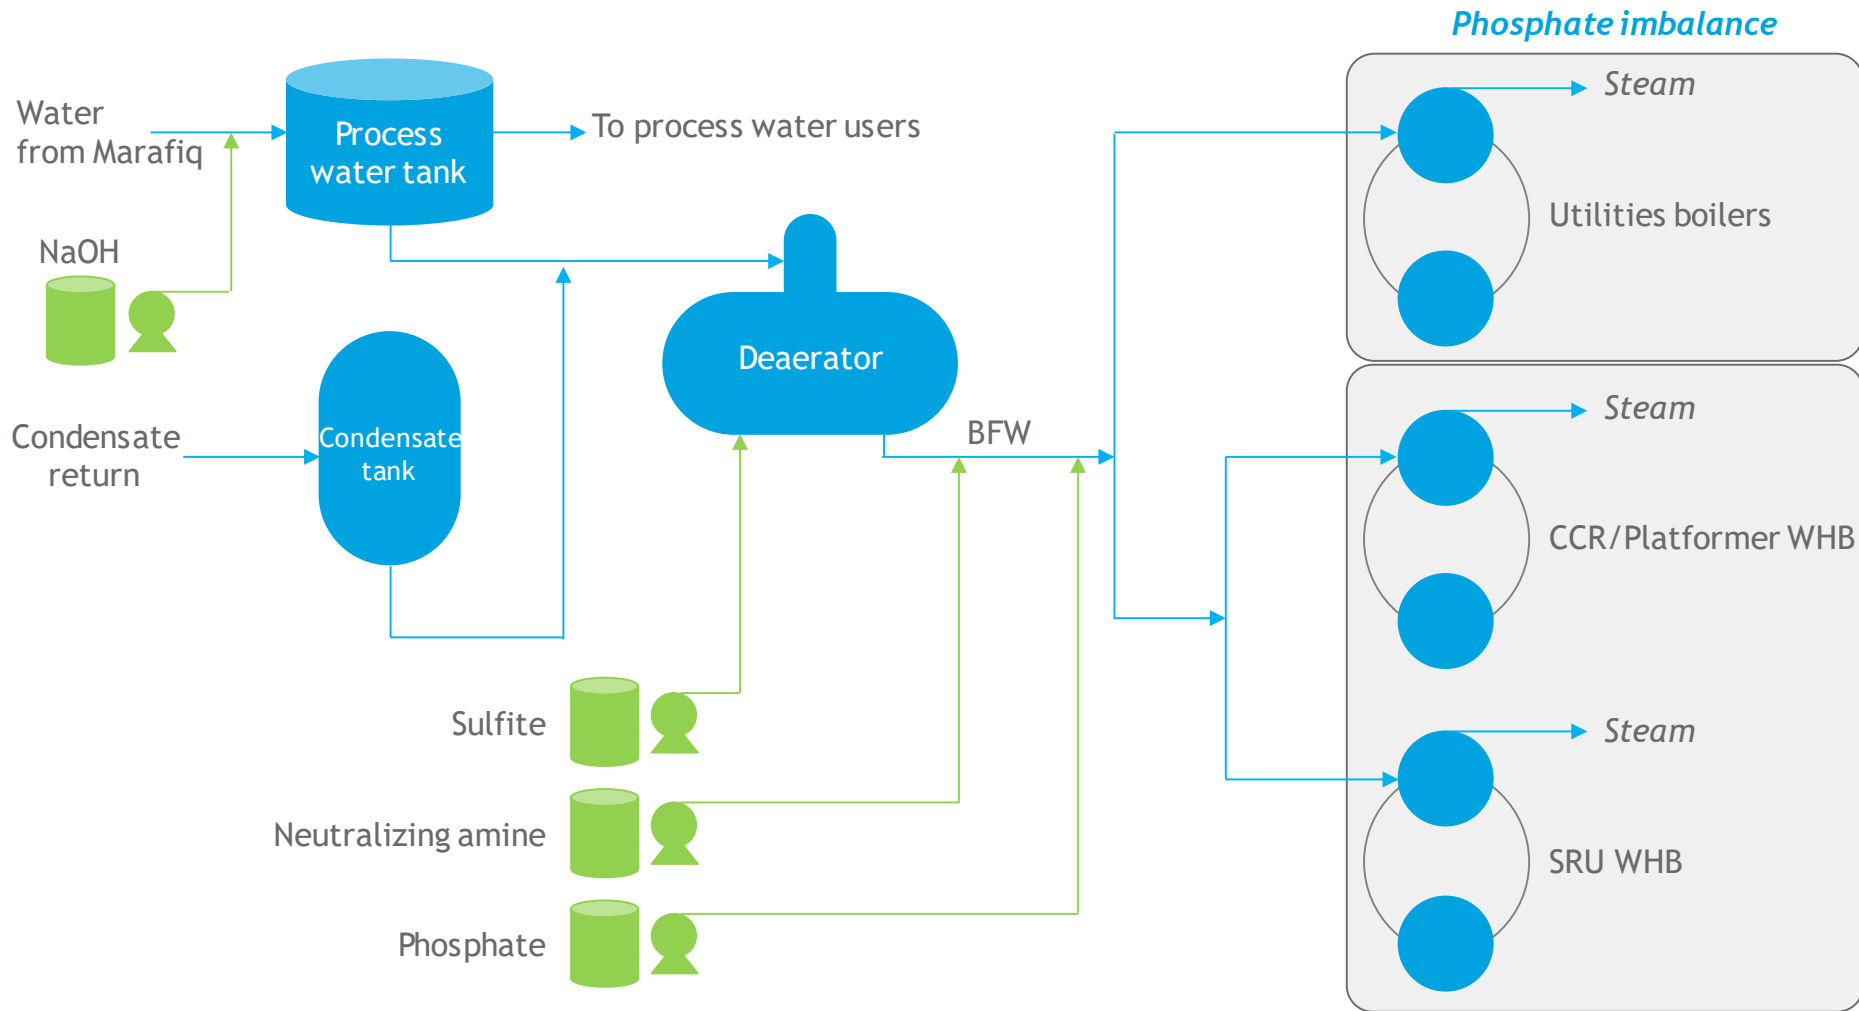 Phosphate imbalance
Steam
Water
from Marafiq
Process
water tank
To process water users
Utilities boilers
NaOH
Deaerator
Steam
Condensate
return
Condensate
tank
BFW
CCR/Platformer WHB
Sulfite
Steam
Neutralizing amine
SRU WHB
Phosphate